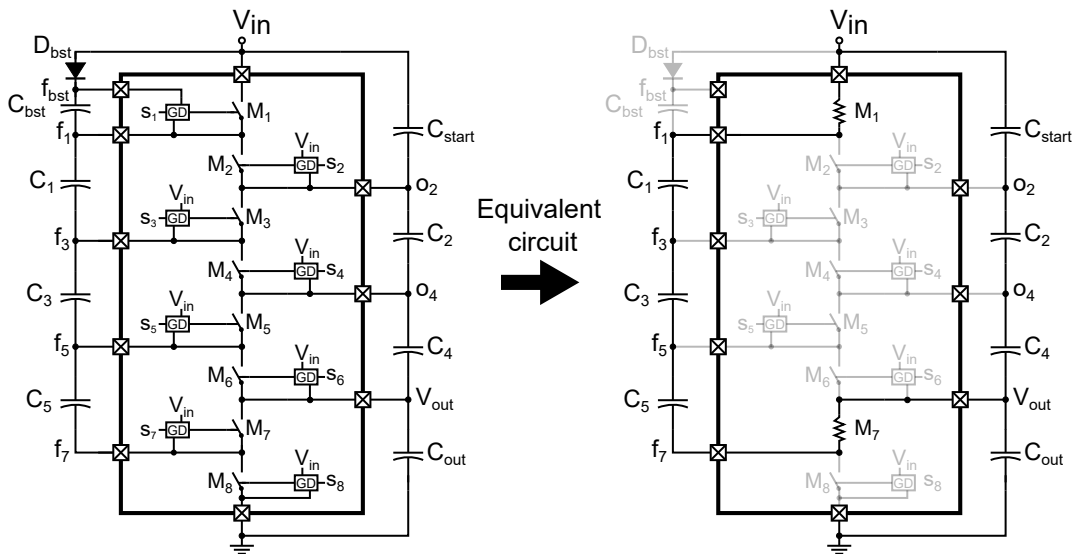 Vin
Dbst
fbst
Cbst
s1
GD
M1
f1
Cstart
Vin
M2
GD
s2
C1
Vin
o2
s3
GD
M3
f3
C2
Vin
M4
GD
s4
C3
Vin
o4
s5
GD
M5
f5
C4
Vin
M6
GD
s6
C5
Vin
Vout
s7
GD
M7
f7
Cout
Vin
M8
GD
s8
Equivalent
circuit
Vin
Dbst
fbst
Cbst
M1
f1
Cstart
Vin
M2
GD
s2
C1
Vin
o2
s3
GD
M3
f3
C2
Vin
M4
GD
s4
C3
Vin
o4
s5
GD
M5
f5
C4
Vin
M6
GD
s6
C5
Vout
M7
f7
Cout
Vin
M8
GD
s8